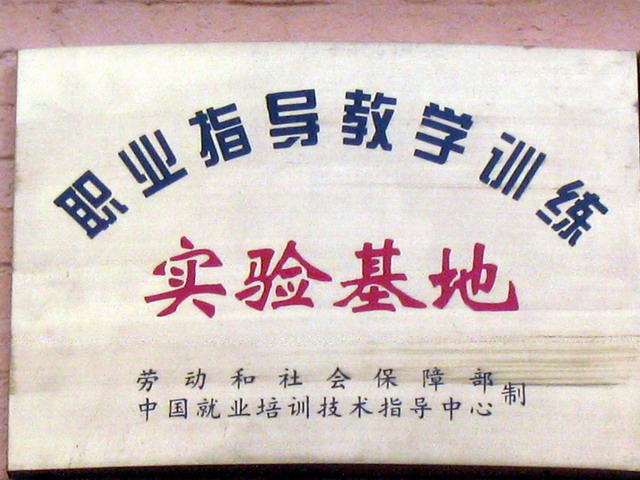 职业指导教学训练
实验基地
劳动和社会保障部
中国就业培训技术指导中心
制